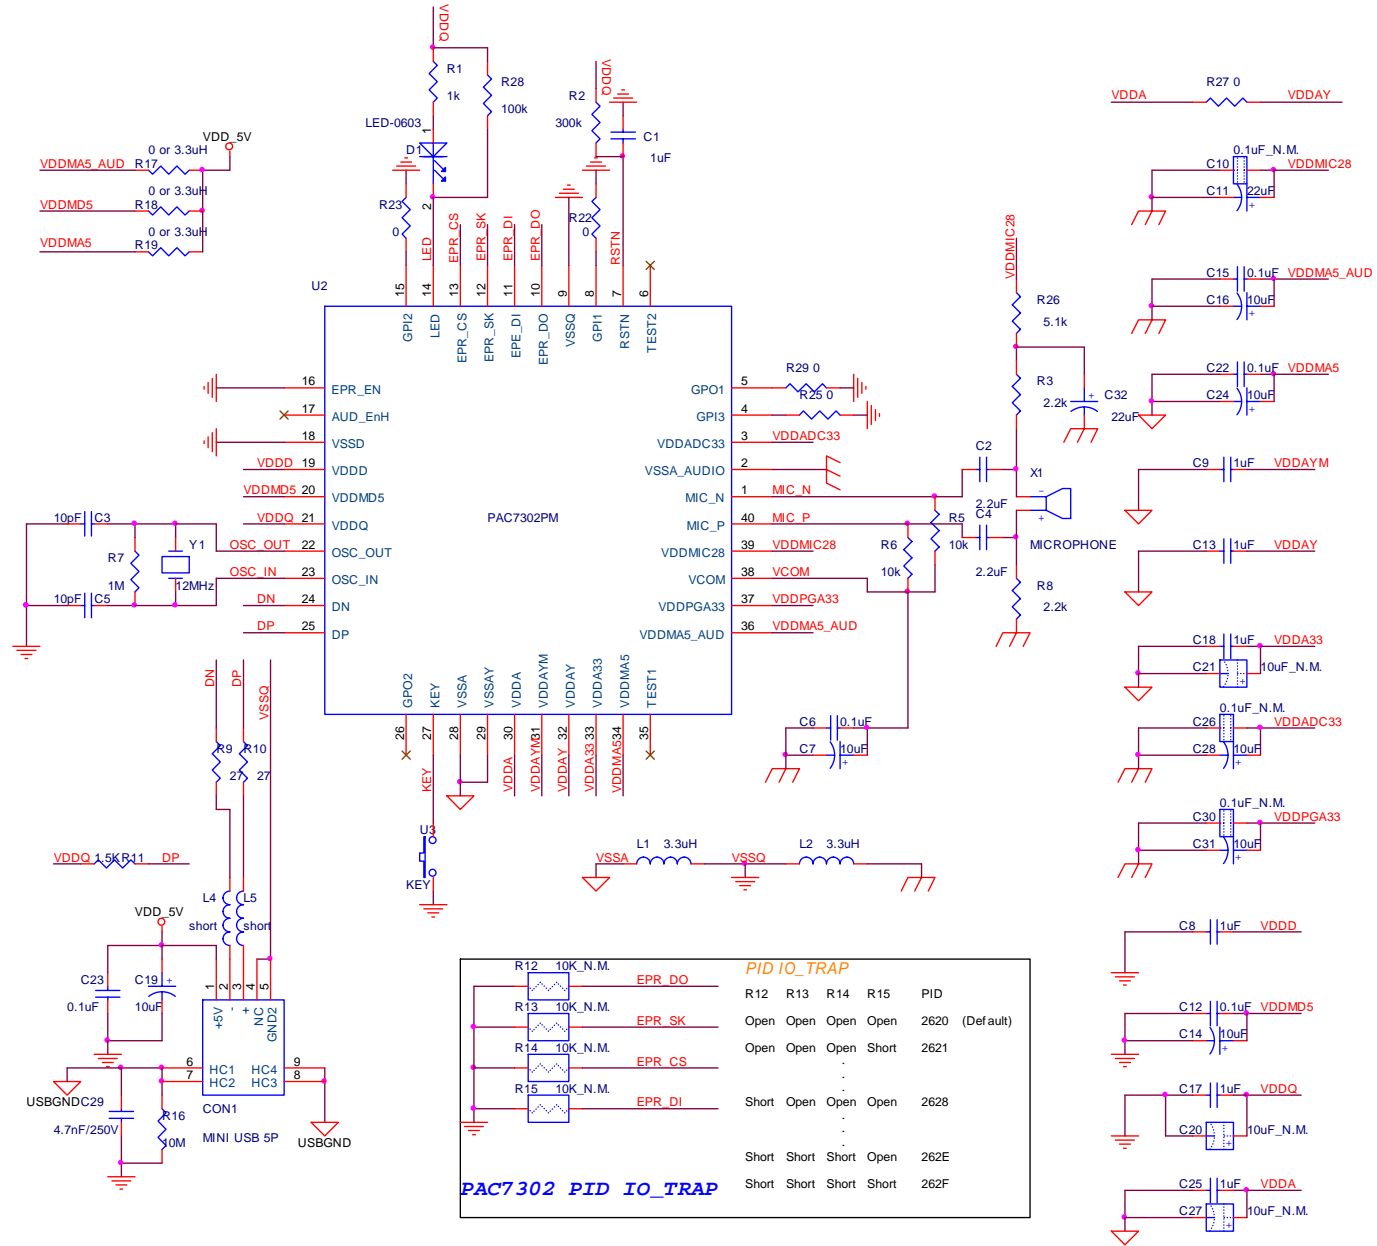 VDDQ
R1
1k
R28
100k
LED-0603
1
D1
2
VDDQ
R2
300k
C1
1uF
R23
0
R22
0
LED
EPR_CS
EPR_SK
EPR_DI
EPR_DO
RSTN
0 or 3.3uH
VDD_5V
VDDMA5_AUD R17
0 or 3.3uH
VDDMD5 R18
0 or 3.3uH
VDDMA5 R19
U2
15 14 13 12 11 10 9 8 7 6
GPI2
LED
EPR_CS
EPR_SK
EPE_DI
EPR_DO
VSSQ
GPI1
RSTN
TEST2
16 EPR_EN
17 AUD_EnH
18 VSSD
VDDD 19 VDDD
VDDMD5 20 VDDMD5
VDDQ 21 VDDQ
OSC_OUT 22 OSC_OUT
OSC_IN 23 OSC_IN
DN 24 DN
DP 25 DP
PAC7302PM
GPO1 5 R29 0
GPI3 4 R25 0
VDDADC33 3 VDDADC33
VSSA_AUDIO 2
MIC_N 1 MIC_N
MIC_P 40 MIC_P
VDDMIC28 39 VDDMIC28
VCOM 38 VCOM
VDDPGA33 37 VDDPGA33
VDDMA5_AUD 36 VDDMA5_AUD
GPO2
KEY
VSSA
VSSAY
VDDA
VDDAYM
VDDAY
VDDA33
VDDMA5
TEST1
26 27 28 29 30 31 32 33 34 35
KEY
VDDA
VDDAYM
VDDAY
VDDA33
VDDMA5
10pF C3
R7
1M
Y1
12MHz
10pF C5
VDDMIC28
R26
5.1k
R3
2.2k
C32
22uF
C2
2.2uF
X1
-
+
C4
MICROPHONE
2.2uF
R5
10k
R6
10k
R8
2.2k
C6 0.1uF
C7 10uF
+
DN
DP
VSSQ
R9
27
R10
27
VDDQ 1.5KR11 DP
L4
short
L5
short
VDD_5V
C23
0.1uF
C19
10uF
+
1 2 3 4 5
+5V
-
+
NC
GND2
6 HC1
7 HC2
HC4 9
HC3 8
CON1
MINI USB 5P
USBGND
C29
4.7nF/250V
R16
10M
USBGND
U3
KEY
VSSA
L1 3.3uH
VSSQ
L2 3.3uH
R12 10K_N.M. EPR_DO
R13 10K_N.M. EPR_SK
R14 10K_N.M. EPR_CS
R15 10K_N.M. EPR_DI
PID IO_TRAP
R12 R13 R14 R15 PID
Open Open Open Open 2620 (Default)
Open Open Open Short 2621
.
.
.
Short Open Open Open 2628
.
.
.
Short Short Short Open 262E
Short Short Short Short 262F
PAC7302 PID IO_TRAP
R27 0
VDDA VDDAY
0.1uF_N.M.
C10 VDDMIC28
C11 22uF
+
C15 0.1uF VDDMA5_AUD
C16 10uF
+
C22 0.1uF VDDMA5
C24 10uF
+
C9 1uF VDDAYM
C13 1uF VDDAY
C18 1uF VDDA33
C21 10uF_N.M.
0.1uF_N.M.
C26 VDDADC33
C28 10uF
+
0.1uF_N.M.
C30 VDDPGA33
C31 10uF
+
C8 1uF VDDD
C12 0.1uF VDDMD5
C14 10uF
+
C17 1uF VDDQ
C20 10uF_N.M.
C25 1uF VDDA
C27 10uF_N.M.